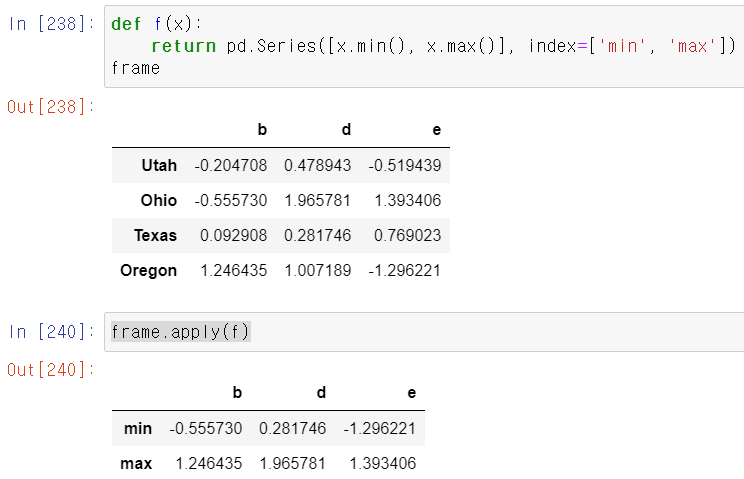 In [238]: def f(x):
    return pd.Series([x.min(), x.max()], index=['min', 'max'])
frame
Out[238]:
b d e
Utah -0.204708 0.478943 -0.519439
Ohio -0.555730 1.965781 1.393406
Texas 0.092908 0.281746 0.769023
Oregon 1.246435 1.007189 -1.296221
In [240]: frame.apply(f)
Out[240]:
b d e
min -0.555730 0.281746 -1.296221
max 1.246435 1.965781 1.393406